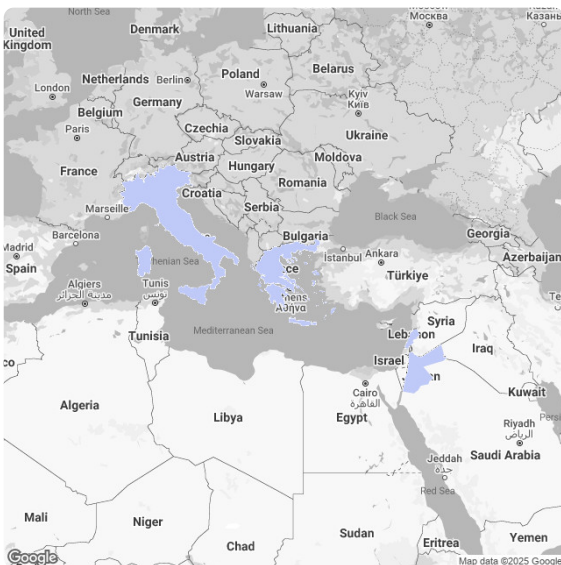 North Sea
United
Kingdom
Denmark
Lithuania
Москва
Казань
Netherlands
Berlin
Poland
Warsaw
Belarus
London
Belgium
Germany
Kyiv
Київ
Paris
Czechia
Slovakia
Ukraine
France
Austria
Hungary
Moldova
Croatia
Romania
Serbia
Marseille
Black Sea
Barcelona
Bulgaria
Georgia
Madrid
Spain
Istanbul
Ankara
Azerbaijan
Türkiye
Algiers
مدينة الجزائر
Tunis
تونس
Αθήνα
Tunisia
Mediterranean Sea
Syria
Israel
Iraq
Cairo
القاهرة
Kuwait
Algeria
Libya
Egypt
Riyadh
الرياض
Saudi Arabia
Jeddah
جدة
Red Sea
Mali
Niger
Chad
Sudan
Eritrea
Yemen
Google
Map data ©2025 Google